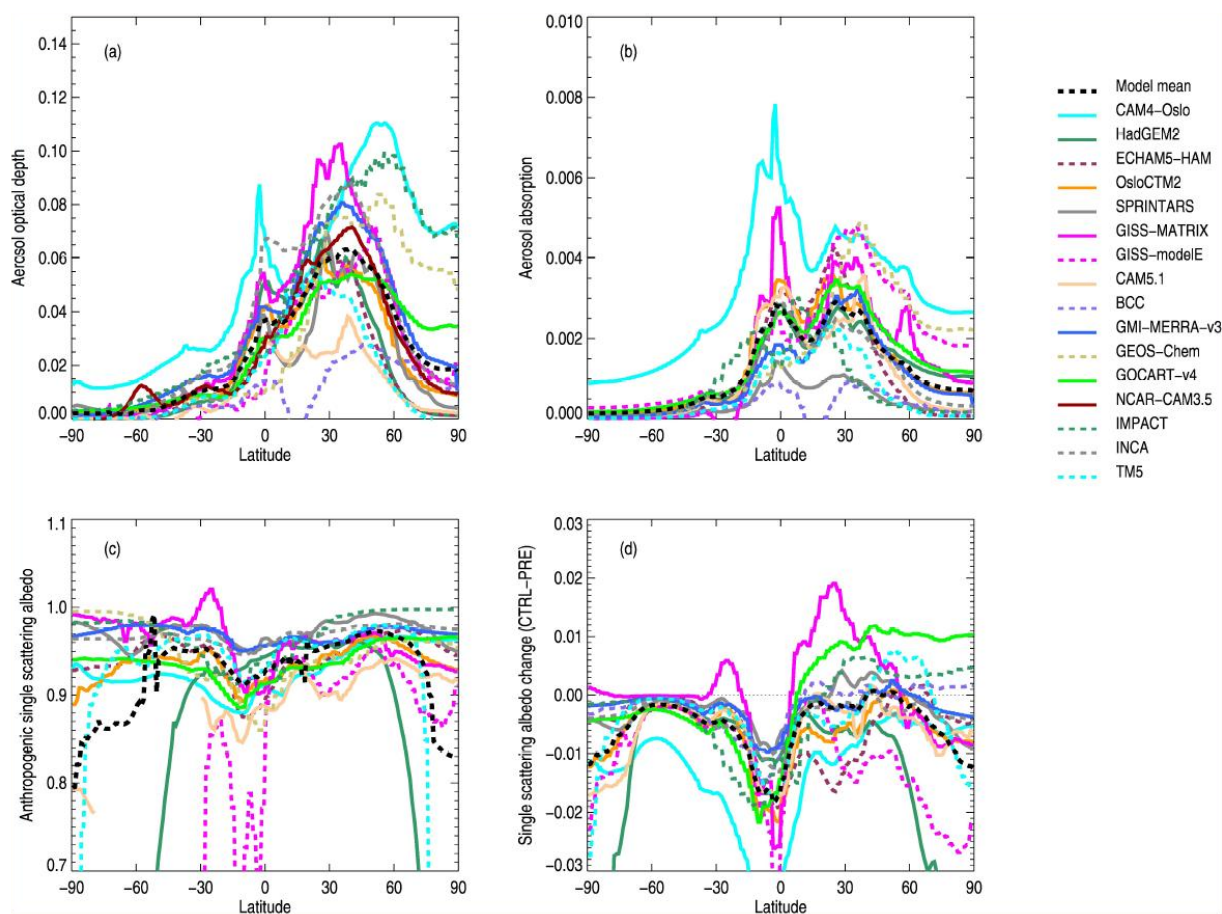 0.14
0.12
0.10
0.08
0.06
0.04
0.02
0.00
Aerosol optical depth
(a)
-90 -60 -30 0 30 60 90
Latitude
0.010
0.008
0.006
0.004
0.002
0.000
Aerosol absorption
(b)
-90 -60 -30 0 30 60 90
Latitude
Model mean
CAM4-Oslo
HadGEM2
ECHAM5-HAM
OsloCTM2
SPRINTARS
GISS-MATRIX
GISS-modelE
CAM5.1
BCC
GMI-MERRA-v3
GEOS-Chem
GOCART-v4
NCAR-CAM3.5
IMPACT
INCA
TM5
1.1
1.0
0.9
0.8
0.7
Anthropogenic single scattering albedo
(c)
-90 -60 -30 0 30 60 90
Latitude
0.03
0.02
0.01
0.00
-0.01
-0.02
-0.03
Single scattering albedo change (CTRL-PRE)
(d)
-90 -60 -30 0 30 60 90
Latitude